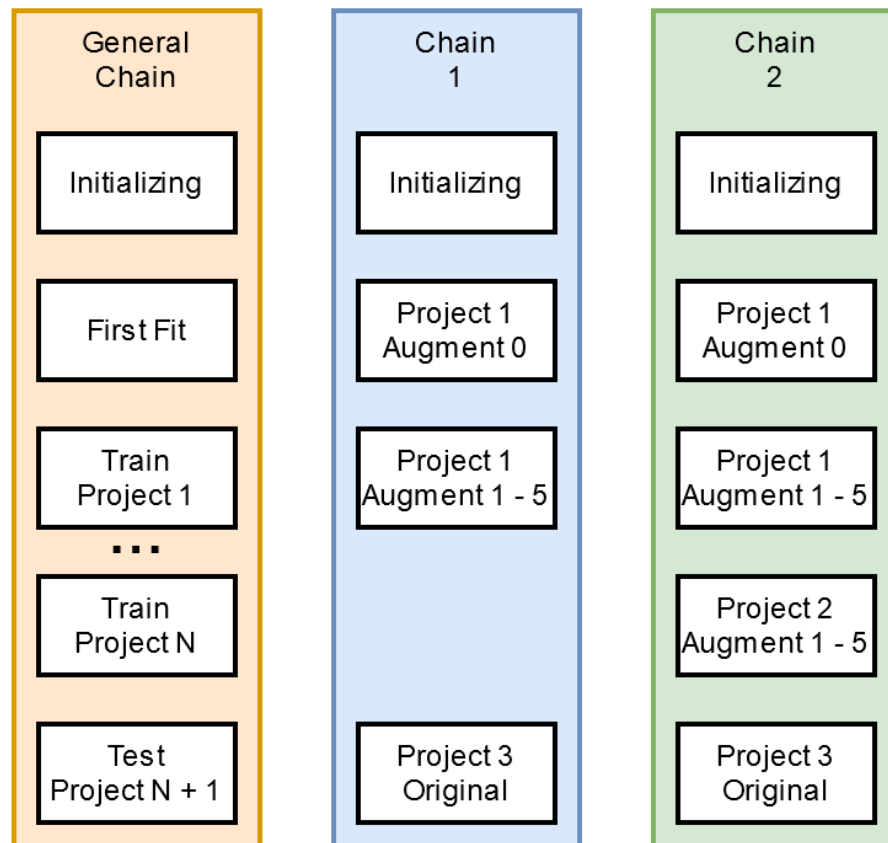 General
Chain
Initializing
First Fit
Train
Project 1
...
Train
Project N
Test
Project N + 1
Chain
1
Initializing
Project 1
Augment 0
Project 1
Augment 1 - 5
Project 3
Original
Chain
2
Initializing
Project 1
Augment 0
Project 1
Augment 1 - 5
Project 2
Augment 1 - 5
Project 3
Original